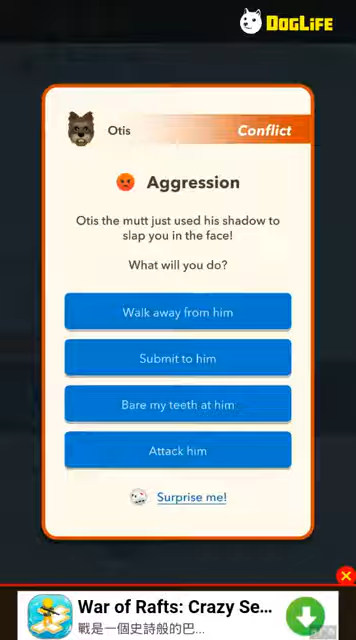 DOGLIFE
Otis
Conflict
Aggression
Otis the mutt just used his shadow to
slap you in the face!
What will you do?
Walk away from him
Submit to him
Bare my teeth at him
Attack him
Surprise me!
War of Rafts: Crazy Se...
戰是一個史詩般的巴...